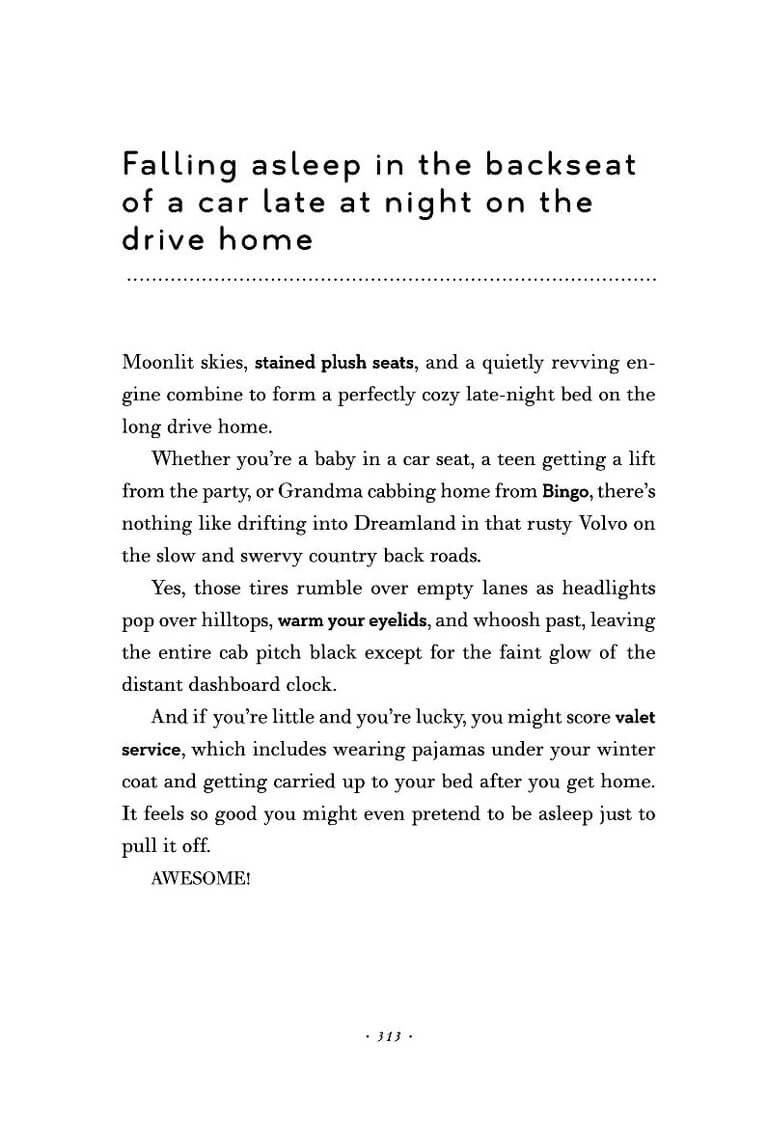 Falling asleep in the backseat
of a car late at night on the
drive home
Moonlit skies, stained plush seats, and a quietly revving en-
gine combine to form a perfectly cozy late-night bed on the
long drive home.
Whether you’re a baby in a car seat, a teen getting a lift
from the party, or Grandma cabbing home from Bingo, there’s
nothing like drifting into Dreamland in that rusty Volvo on
the slow and swervy country back roads.
Yes, those tires rumble over empty lanes as headlights
pop over hilltops, warm your eyelids, and whoosh past, leaving
the entire cab pitch black except for the faint glow of the
distant dashboard clock.
And if you’re little and you’re lucky, you might score valet
service, which includes wearing pajamas under your winter
coat and getting carried up to your bed after you get home.
It feels so good you might even pretend to be asleep just to
pull it off.
AWESOME!
· 313 ·